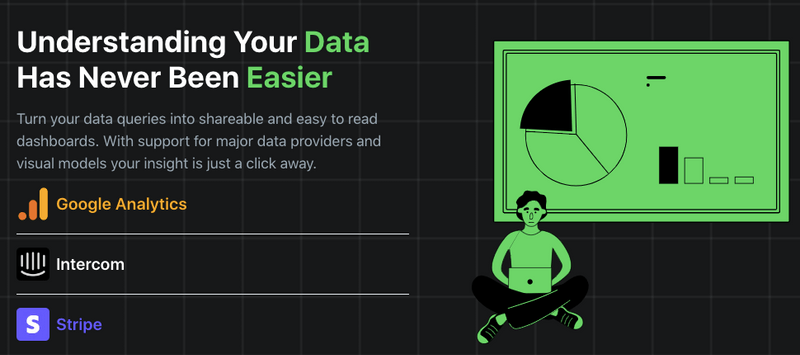 Understanding Your Data
Has Never Been Easier
Turn your data queries into shareable and easy to read
dashboards. With support for major data providers and
visual models your insight is just a click away.
Google Analytics
Intercom
S
Stripe